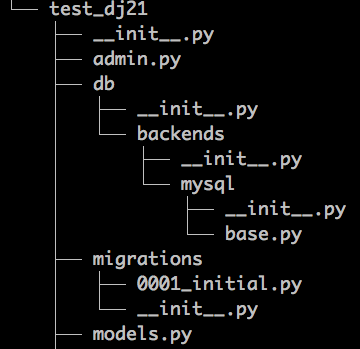 test_dj21
__init__.py
admin.py
db
__init__.py
backends
__init__.py
mysql
__init__.py
base.py
migrations
0001_initial.py
__init__.py
models.py